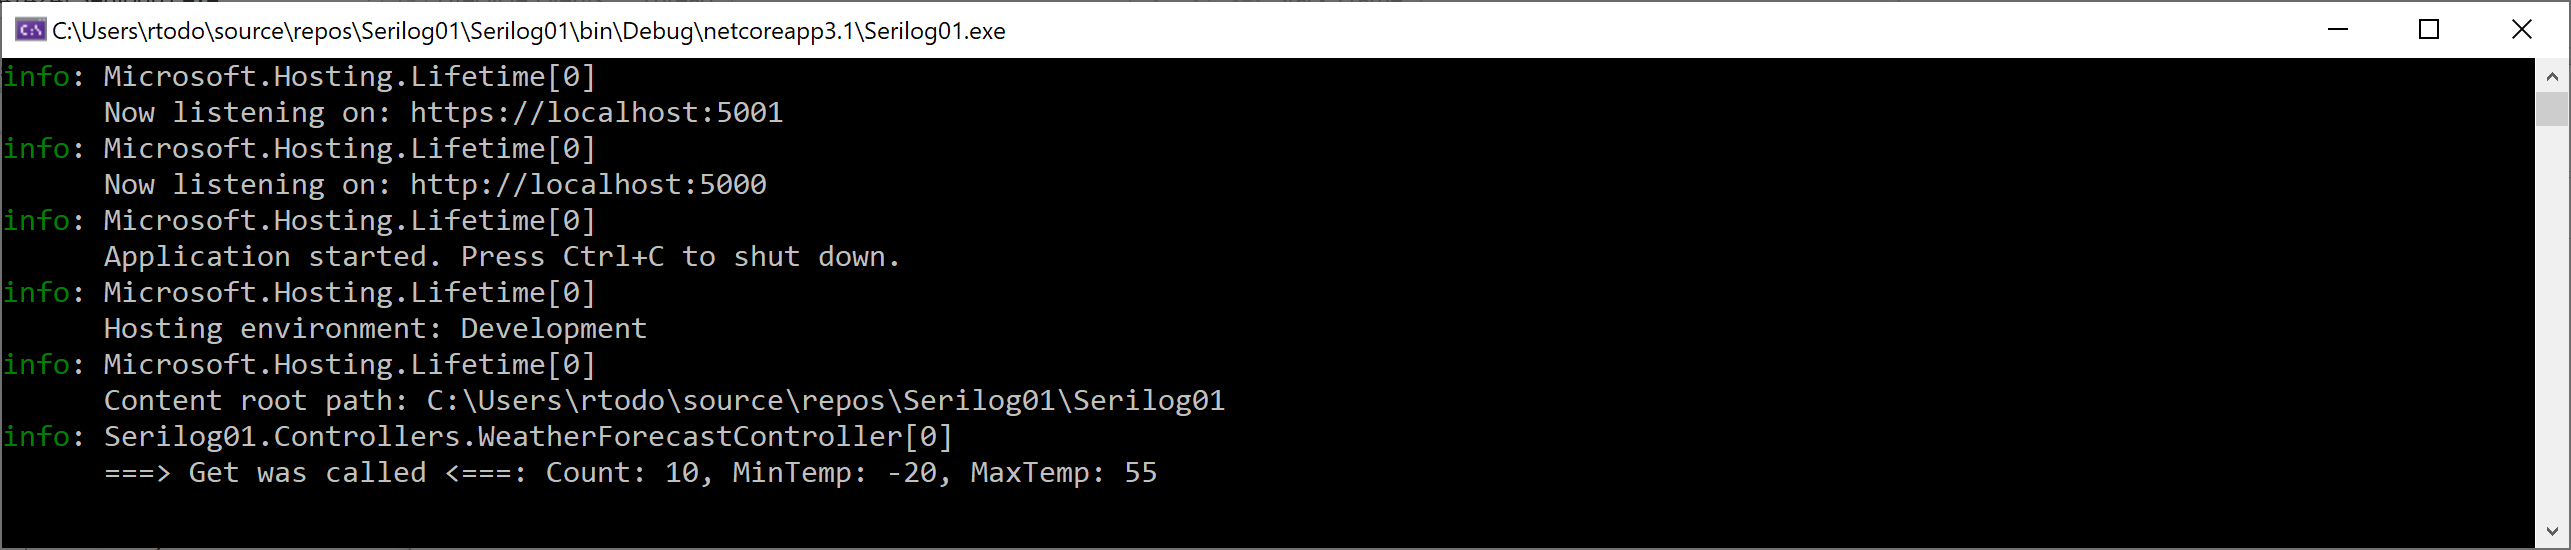 C:\Users\rtodo\source\repos\Serilog01\Serilog01\bin\Debug\netcoreapp3.1\Serilog01.exe
info: Microsoft.Hosting.Lifetime[0]
      Now listening on: https://localhost:5001
info: Microsoft.Hosting.Lifetime[0]
      Now listening on: http://localhost:5000
info: Microsoft.Hosting.Lifetime[0]
      Application started. Press Ctrl+C to shut down.
info: Microsoft.Hosting.Lifetime[0]
      Hosting environment: Development
info: Microsoft.Hosting.Lifetime[0]
      Content root path: C:\Users\rtodo\source\repos\Serilog01\Serilog01
info: Serilog01.Controllers.WeatherForecastController[0]
      ===> Get was called <===: Count: 10, MinTemp: -20, MaxTemp: 55